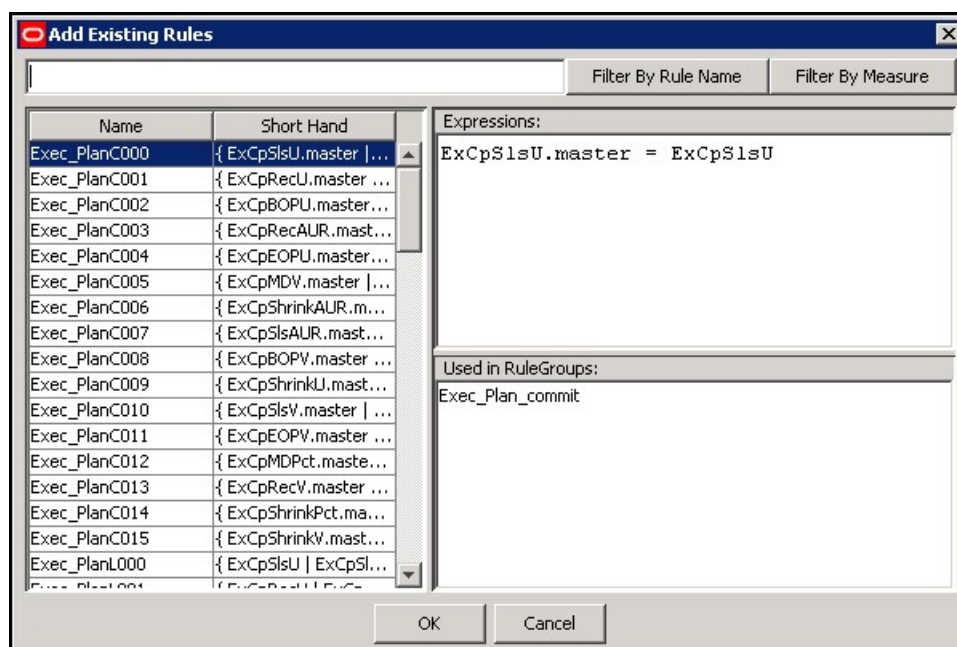 Add Existing Rules
Filter By Rule Name Filter By Measure
Name Short Hand
Exec_PlanC000 { ExCpSlsU.master |...
Exec_PlanC001 { ExCpRecU.master ...
Exec_PlanC002 { ExCpBOPU.master...
Exec_PlanC003 { ExCpRecAUR.mast...
Exec_PlanC004 { ExCpEOPU.master...
Exec_PlanC005 { ExCpMDV.master |...
Exec_PlanC006 { ExCpShrinkAUR.m...
Exec_PlanC007 { ExCpSlsAUR.mast...
Exec_PlanC008 { ExCpBOPV.master ...
Exec_PlanC009 { ExCpShrinkU.mast...
Exec_PlanC010 { ExCpSlsV.master | ...
Exec_PlanC011 { ExCpEOPV.master ...
Exec_PlanC012 { ExCpMDPct.maste...
Exec_PlanC013 { ExCpRecV.master ...
Exec_PlanC014 { ExCpShrinkPct.ma...
Exec_PlanC015 { ExCpShrinkV.mast...
Exec_PlanL000 { ExCpSlsU | ExCpSl...
Expressions:
ExCpSlsU.master = ExCpSlsU
Used in RuleGroups:
Exec_Plan_commit
OK Cancel